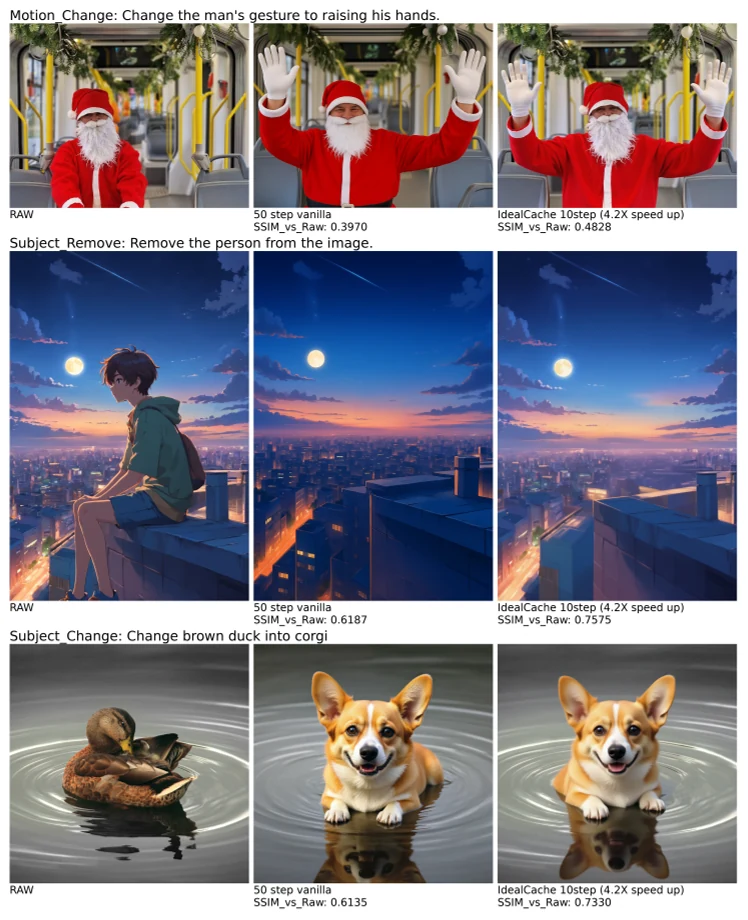 Motion_Change: Change the man's gesture to raising his hands.
RAW
50 step vanilla
SSIM_vs_Raw: 0.3970
IdealCache 10step (4.2X speed up)
SSIM_vs_Raw: 0.4828
Subject_Remove: Remove the person from the image.
RAW
50 step vanilla
SSIM_vs_Raw: 0.6187
IdealCache 10step (4.2X speed up)
SSIM_vs_Raw: 0.7575
Subject_Change: Change brown duck into corgi
RAW
50 step vanilla
SSIM_vs_Raw: 0.6135
IdealCache 10step (4.2X speed up)
SSIM_vs_Raw: 0.7330